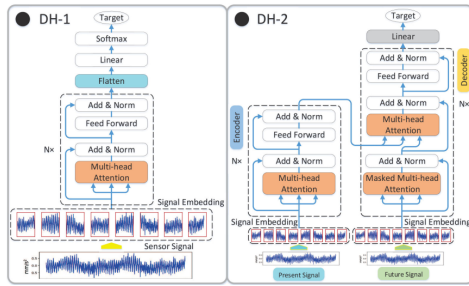 DH-1
Target
Softmax
Linear
Flatten
Add & Norm
Feed Forward
N×
Add & Norm
Multi-head
Attention
Signal Embedding
Sensor Signal
DH-2
Target
Linear
Decoder
Add & Norm
Feed Forward
N×
Add & Norm
Multi-head
Attention
Add & Norm
Masked Multi-head
Attention
Encoder
Add & Norm
Feed Forward
N×
Add & Norm
Multi-head
Attention
Signal Embedding
Signal Embedding
Present Signal
Future Signal